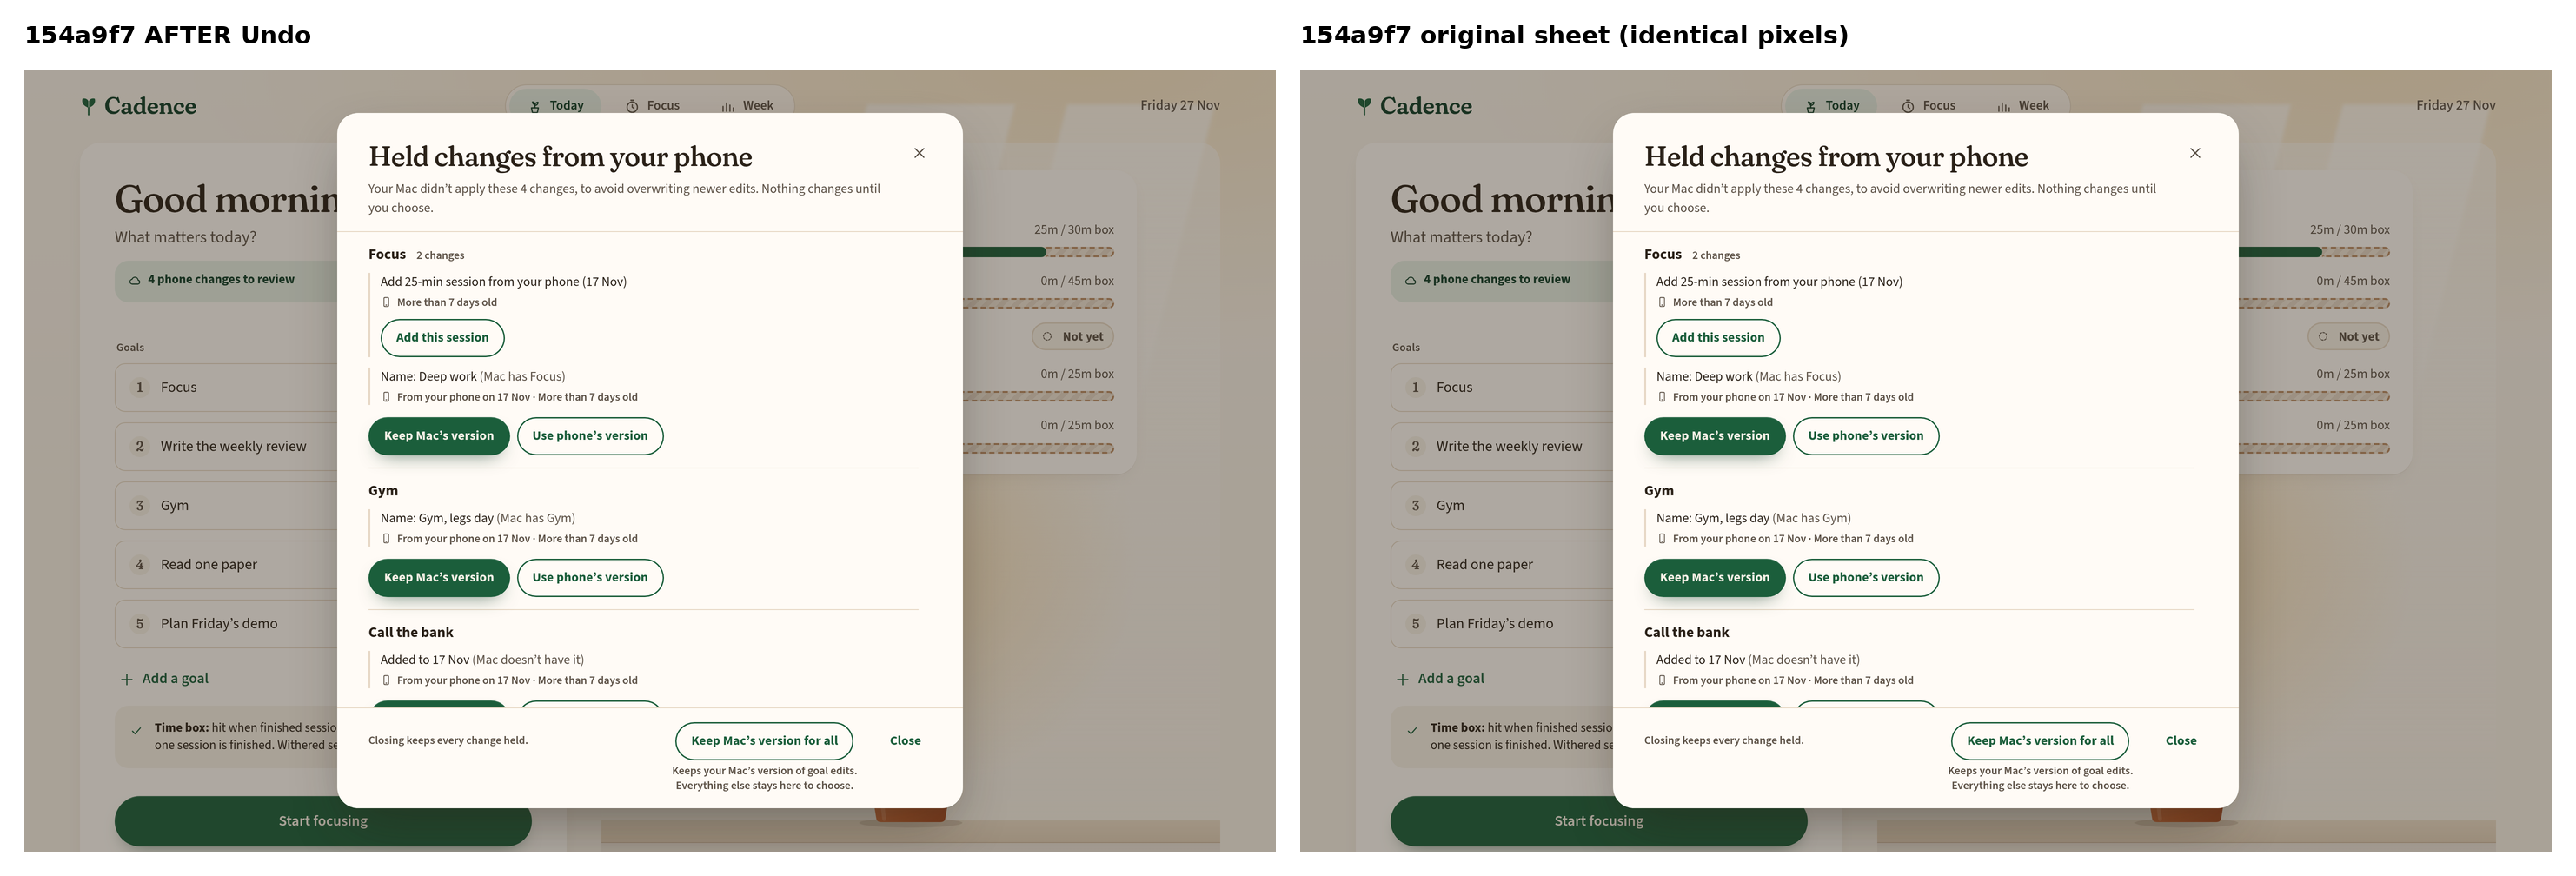 154a9f7 AFTER Undo
Cadence
Today
Focus
Week
Friday 27 Nov
Held changes from your phone
Your Mac didn’t apply these 4 changes, to avoid overwriting newer edits. Nothing changes until
you choose.
Good mornin
What matters today?
4 phone changes to review
Goals
1 Focus
2 Write the weekly review
3 Gym
4 Read one paper
5 Plan Friday’s demo
Add a goal
Time box: hit when finished sessio
one session is finished. Withered se
Start focusing
Focus 2 changes
Add 25-min session from your phone (17 Nov)
More than 7 days old
Add this session
Name: Deep work (Mac has Focus)
From your phone on 17 Nov · More than 7 days old
Keep Mac’s version Use phone’s version
Gym
Name: Gym, legs day (Mac has Gym)
From your phone on 17 Nov · More than 7 days old
Keep Mac’s version Use phone’s version
Call the bank
Added to 17 Nov (Mac doesn’t have it)
From your phone on 17 Nov · More than 7 days old
Closing keeps every change held.
Keep Mac’s version for all
Close
Keeps your Mac’s version of goal edits.
Everything else stays here to choose.
25m / 30m box
0m / 45m box
Not yet
0m / 25m box
0m / 25m box
154a9f7 original sheet (identical pixels)
Cadence
Today
Focus
Week
Friday 27 Nov
Held changes from your phone
Your Mac didn’t apply these 4 changes, to avoid overwriting newer edits. Nothing changes until
you choose.
Good mornin
What matters today?
4 phone changes to review
Goals
1 Focus
2 Write the weekly review
3 Gym
4 Read one paper
5 Plan Friday’s demo
Add a goal
Time box: hit when finished sessio
one session is finished. Withered se
Start focusing
Focus 2 changes
Add 25-min session from your phone (17 Nov)
More than 7 days old
Add this session
Name: Deep work (Mac has Focus)
From your phone on 17 Nov · More than 7 days old
Keep Mac’s version Use phone’s version
Gym
Name: Gym, legs day (Mac has Gym)
From your phone on 17 Nov · More than 7 days old
Keep Mac’s version Use phone’s version
Call the bank
Added to 17 Nov (Mac doesn’t have it)
From your phone on 17 Nov · More than 7 days old
Closing keeps every change held.
Keep Mac’s version for all
Close
Keeps your Mac’s version of goal edits.
Everything else stays here to choose.
25m / 30m box
0m / 45m box
Not yet
0m / 25m box
0m / 25m box